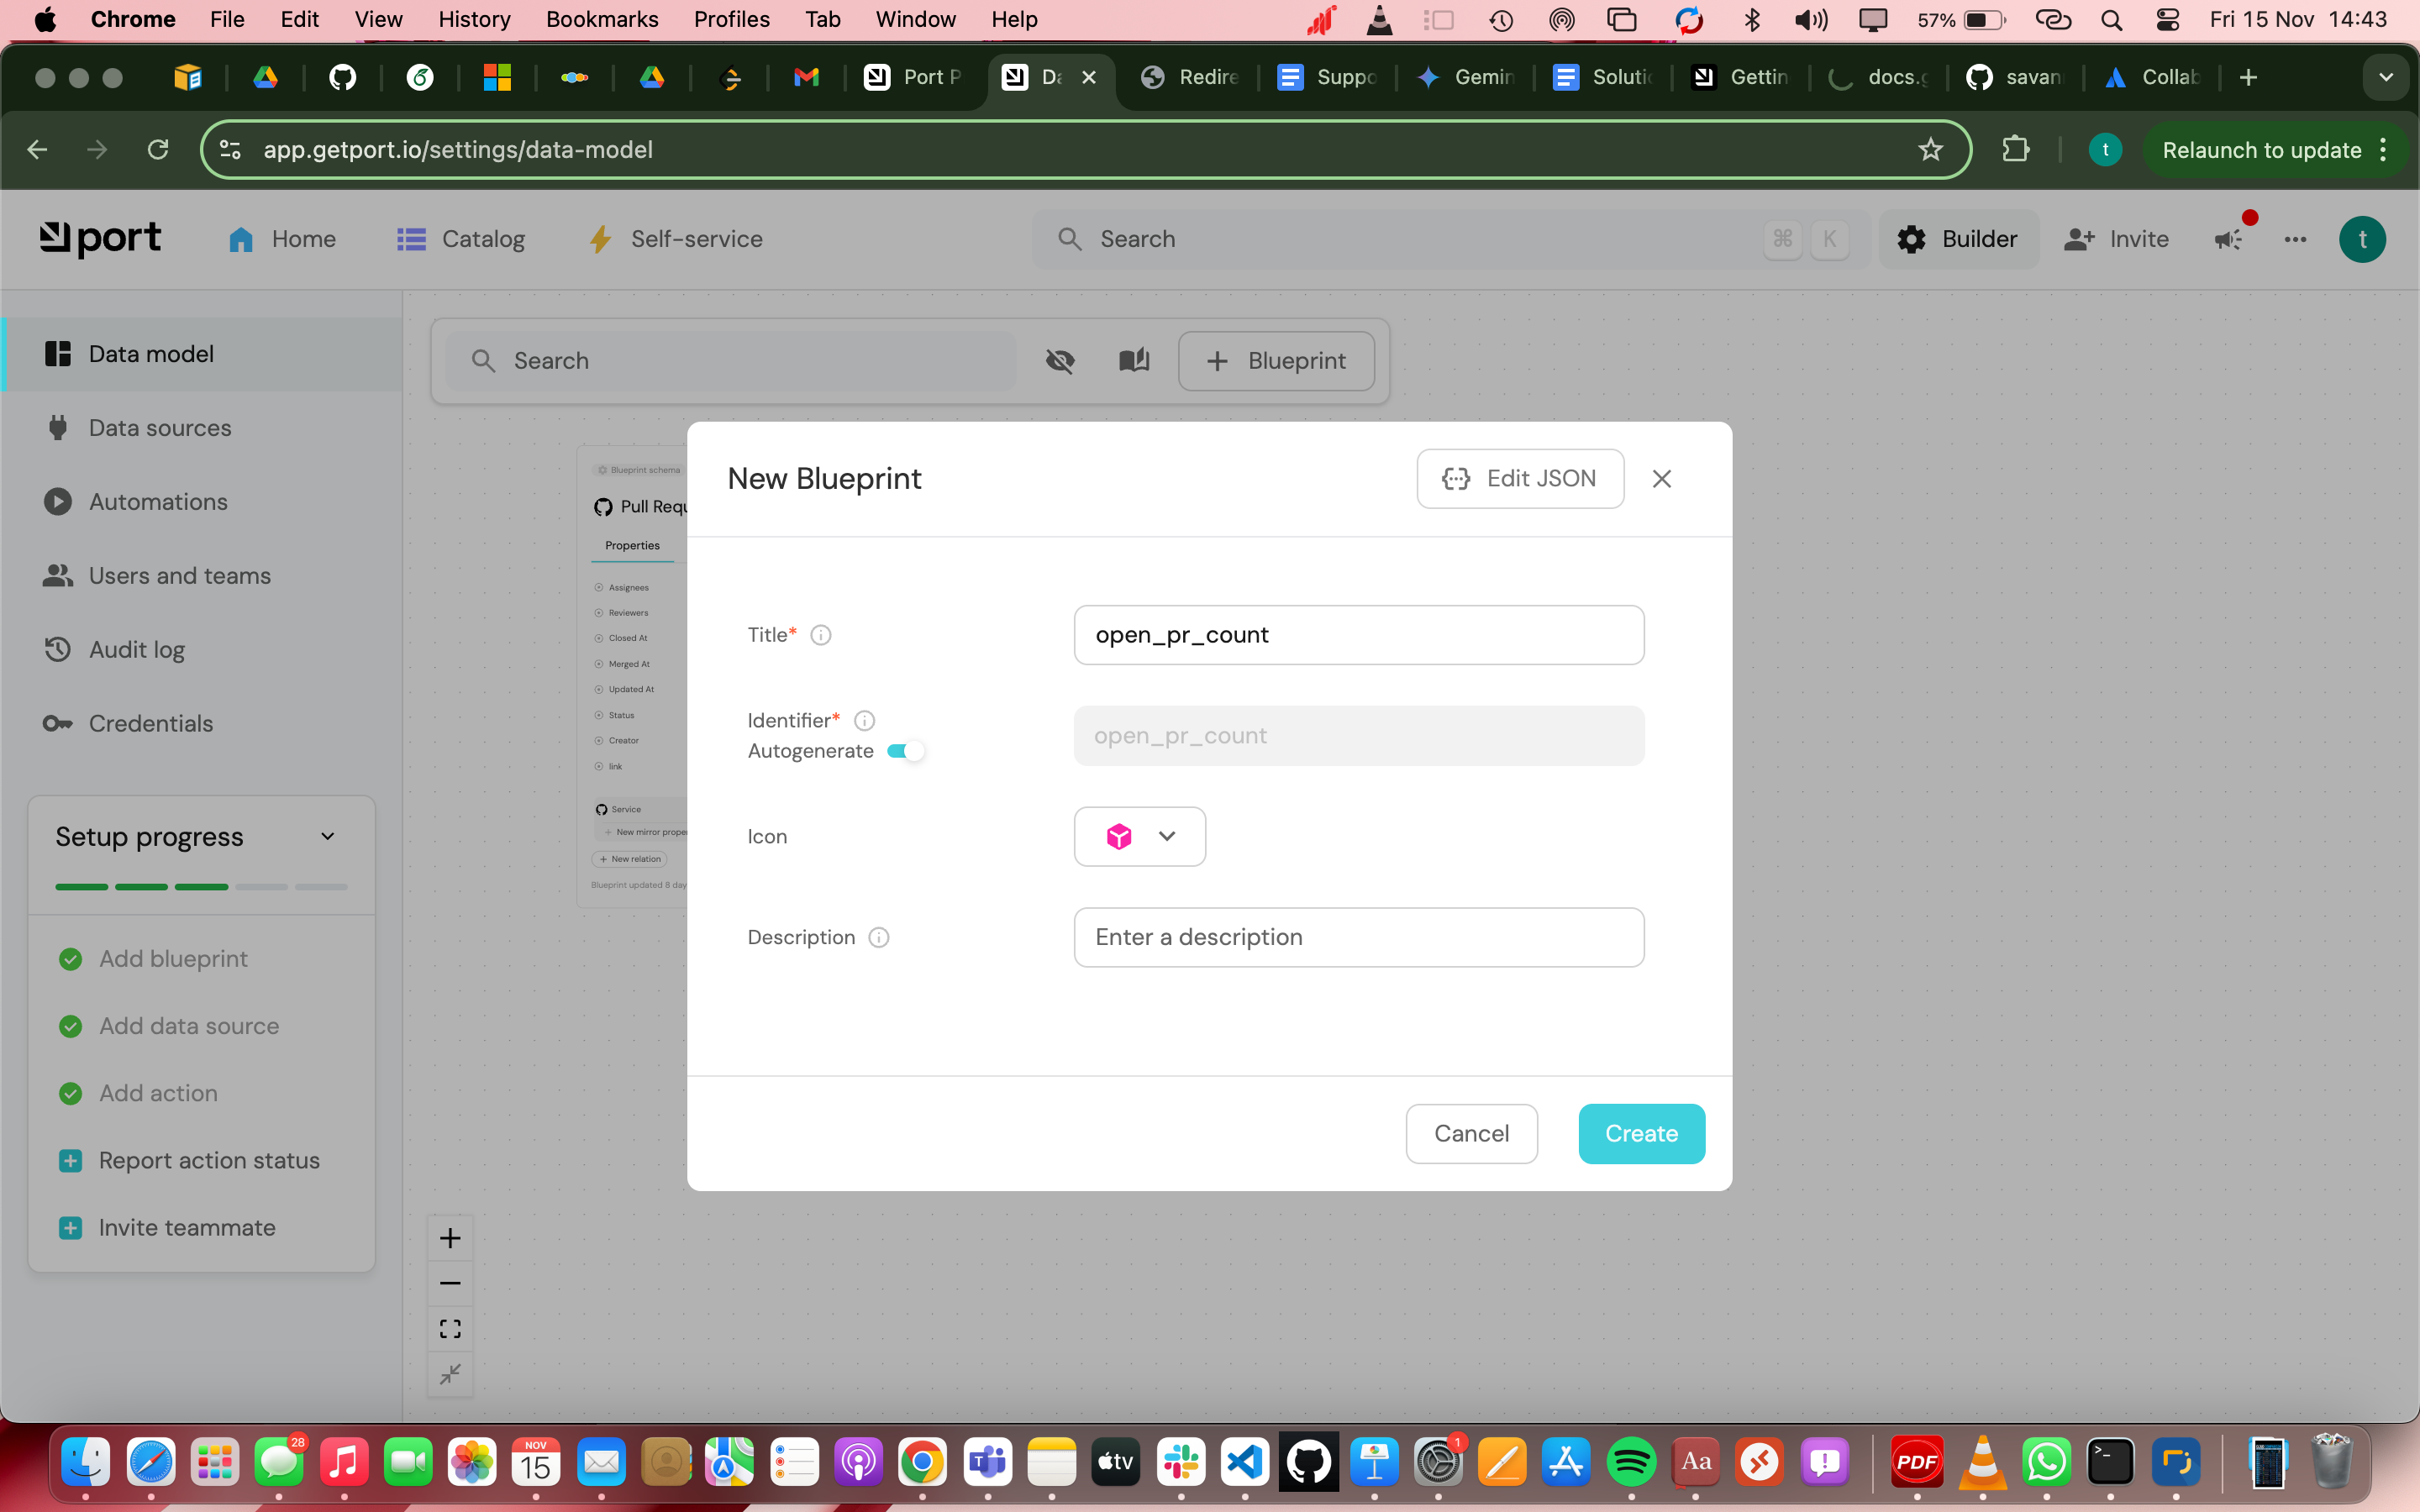 Chrome File Edit View History Bookmarks Profiles Tab Window Help 57% Fri 15 Nov 14:43
Port P Da Redire Suppo Gemin Solutio Gettin docs.g savan Collab
app.getport.io/settings/data-model t Relaunch to update
port Home Catalog Self-service Search ⌘ K Builder Invite t
Data model
Data sources
Automations
Users and teams
Audit log
Credentials
Setup progress
Add blueprint
Add data source
Add action
Report action status
Invite teammate
Search + Blueprint
Blueprint schema
Pull Requ
Properties
Assignees
Reviewers
Closed At
Merged At
Updated At
Status
Creator
link
Service
+ New mirror proper
+ New relation
Blueprint updated 8 day
New Blueprint
Edit JSON
Title* open_pr_count
Identifier* open_pr_count
Autogenerate
Icon
Description Enter a description
Cancel Create
28 NOV 15 tv 1 Aa PDF